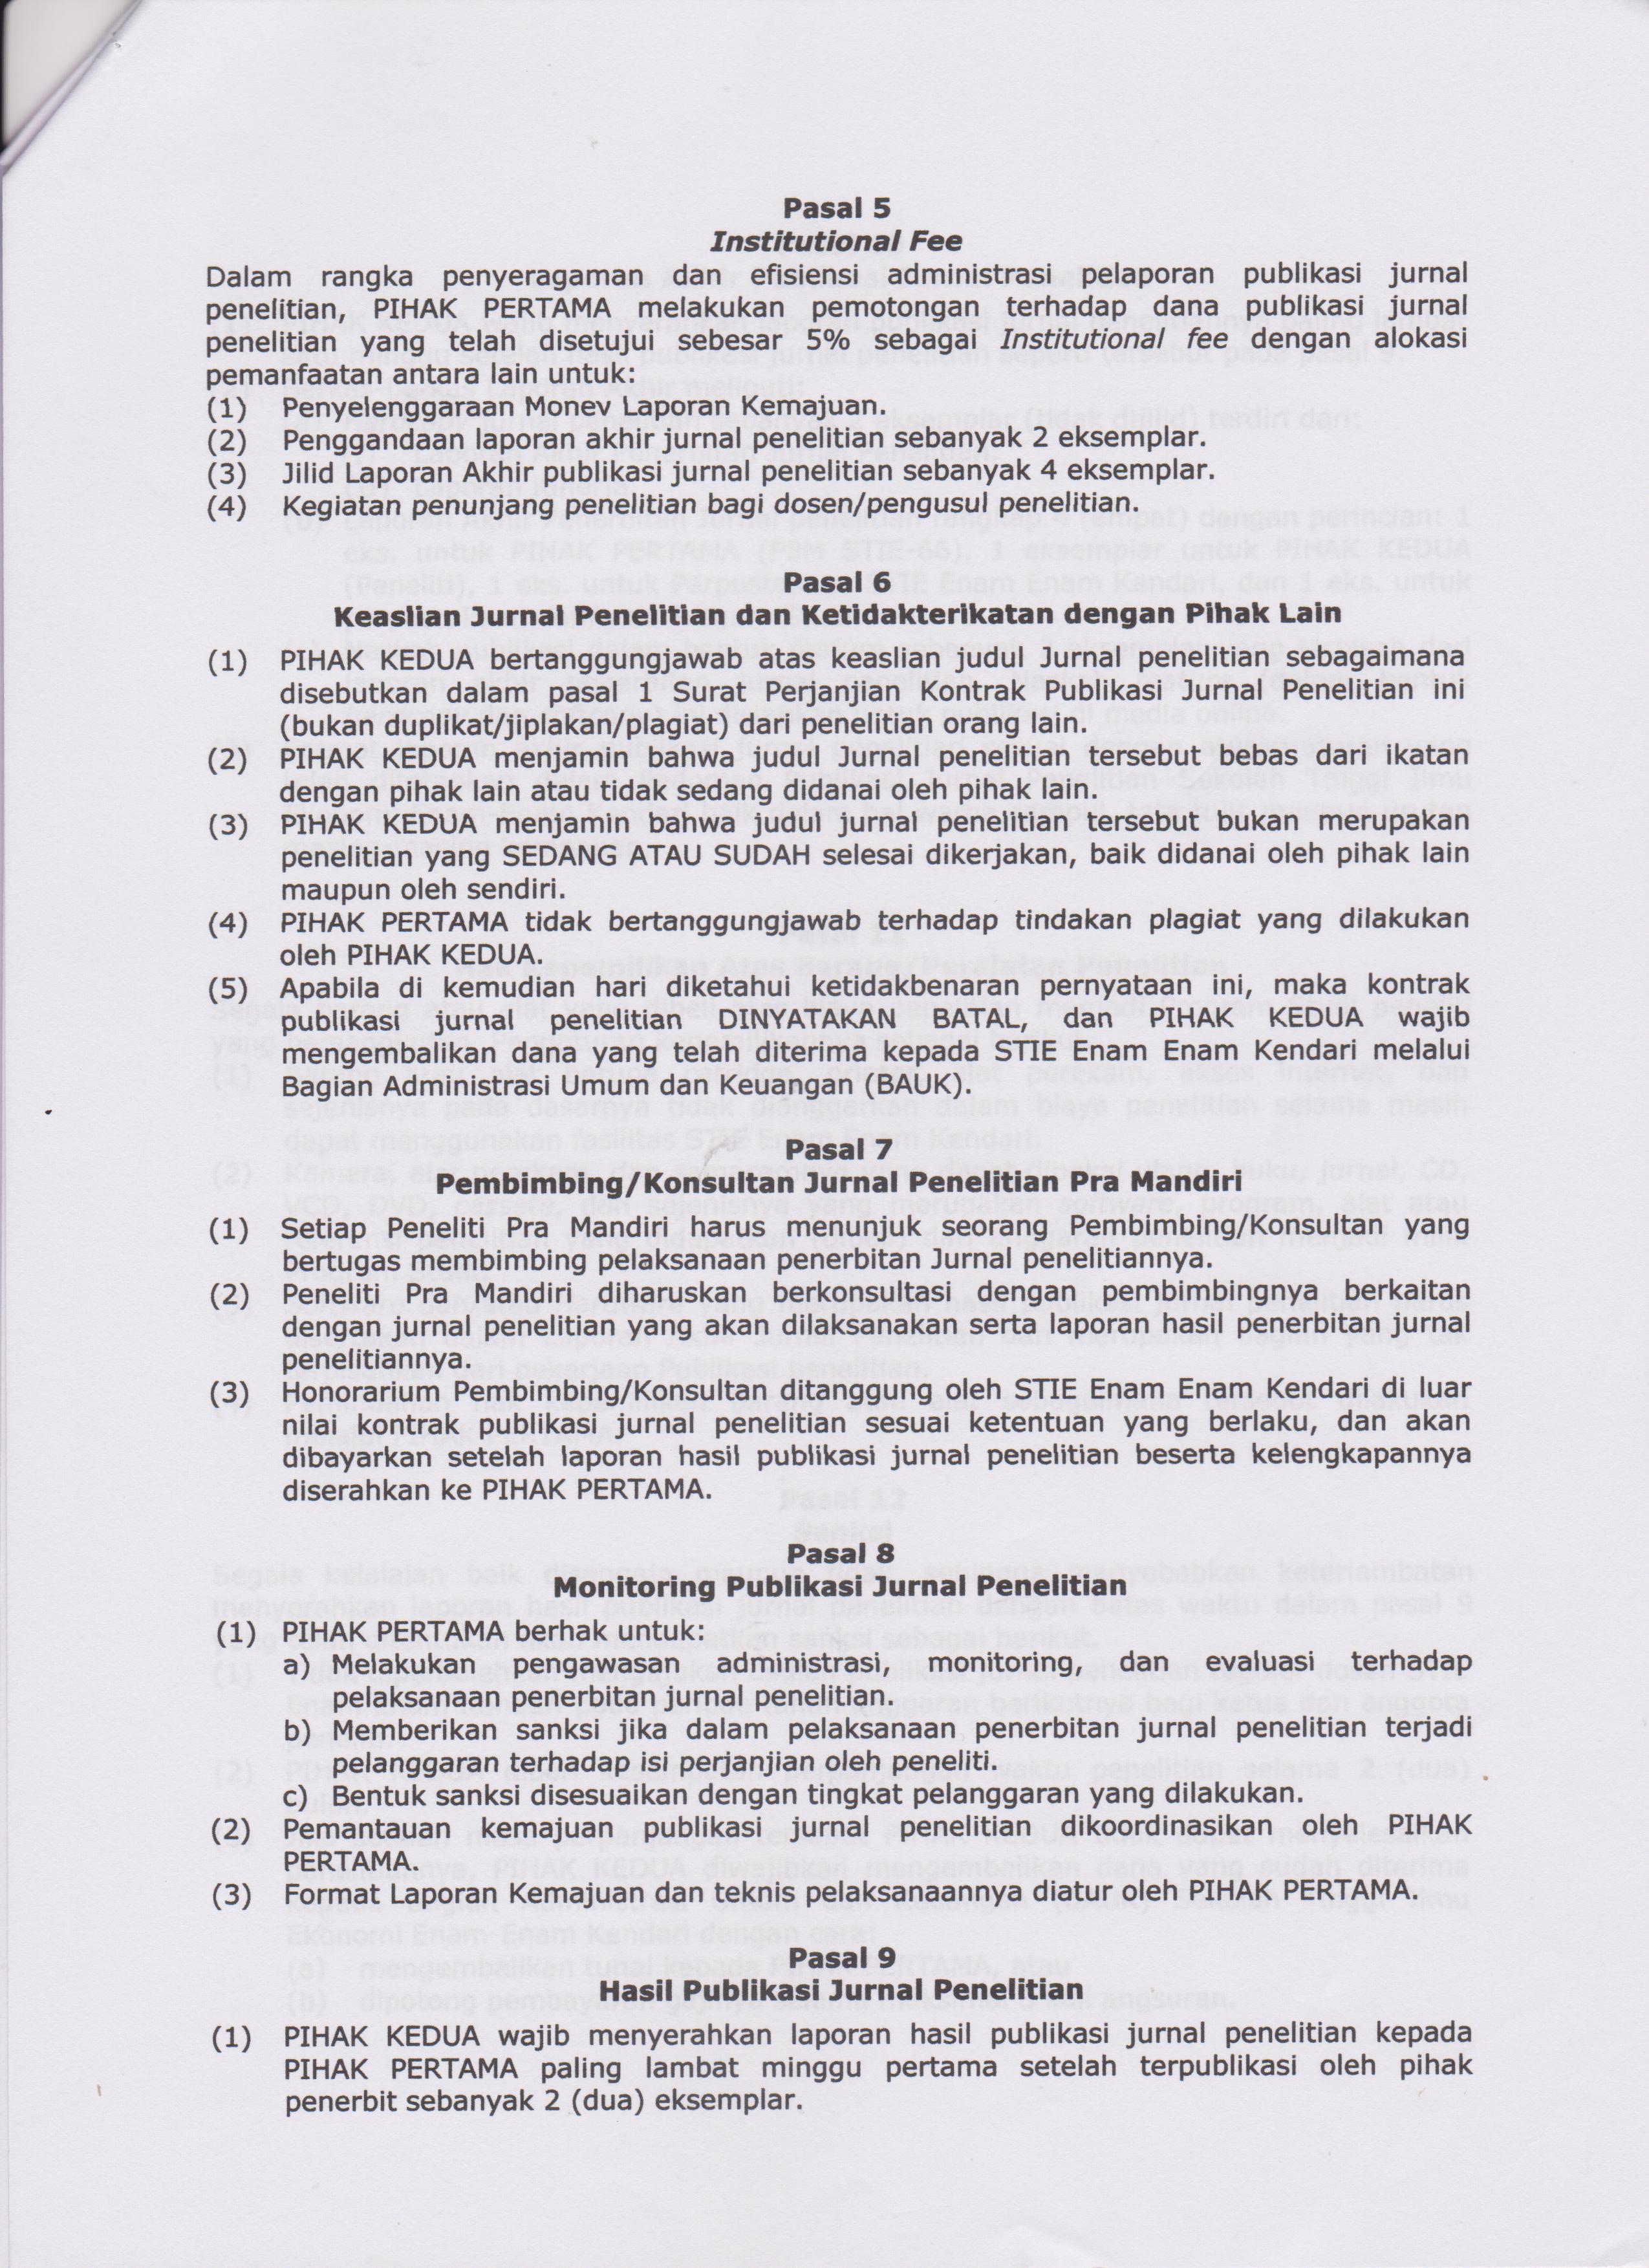 Pasal 5
Institutional Fee
Dalam rangka penyeragaman dan efisiensi administrasi pelaporan publikasi jurnal
penelitian, PIHAK PERTAMA melakukan pemotongan terhadap dana publikasi jurnal
penelitian yang telah disetujui sebesar 5% sebagai Institutional fee dengan alokasi
pemanfaatan antara lain untuk:
(1) Penyelenggaraan Monev Laporan Kemajuan.
(2) Penggandaan laporan akhir jurnal penelitian sebanyak 2 eksemplar.
(3) Jilid Laporan Akhir publikasi jurnal penelitian sebanyak 4 eksemplar.
(4) Kegiatan penunjang penelitian bagi dosen/pengusul penelitian.
Pasal 6
Keaslian Jurnal Penelitian dan Ketidakterikatan dengan Pihak Lain
(1) PIHAK KEDUA bertanggungjawab atas keaslian judul Jurnal penelitian sebagaimana
disebutkan dalam pasal 1 Surat Perjanjian Kontrak Publikasi Jurnal Penelitian ini
(bukan duplikat/jiplakan/plagiat) dari penelitian orang lain.
(2) PIHAK KEDUA menjamin bahwa judul Jurnal penelitian tersebut bebas dari ikatan
dengan pihak lain atau tidak sedang didanai oleh pihak lain.
(3) PIHAK KEDUA menjamin bahwa judul jurnal penelitian tersebut bukan merupakan
penelitian yang SEDANG ATAU SUDAH selesai dikerjakan, baik didanai oleh pihak lain
maupun oleh sendiri.
(4) PIHAK PERTAMA tidak bertanggungjawab terhadap tindakan plagiat yang dilakukan
oleh PIHAK KEDUA.
(5) Apabila di kemudian hari diketahui ketidakbenaran pernyataan ini, maka kontrak
publikasi jurnal penelitian DINYATAKAN BATAL, dan PIHAK KEDUA wajib
mengembalikan dana yang telah diterima kepada STIE Enam Enam Kendari melalui
Bagian Administrasi Umum dan Keuangan (BAUK).
Pasal 7
Pembimbing/Konsultan Jurnal Penelitian Pra Mandiri
(1) Setiap Peneliti Pra Mandiri harus menunjuk seorang Pembimbing/Konsultan yang
bertugas membimbing pelaksanaan penerbitan Jurnal penelitiannya.
(2) Peneliti Pra Mandiri diharuskan berkonsultasi dengan pembimbingnya berkaitan
dengan jurnal penelitian yang akan dilaksanakan serta laporan hasil penerbitan jurnal
penelitiannya.
(3) Honorarium Pembimbing/Konsultan ditanggung oleh STIE Enam Enam Kendari di luar
nilai kontrak publikasi jurnal penelitian sesuai ketentuan yang berlaku, dan akan
dibayarkan setelah laporan hasil publikasi jurnal penelitian beserta kelengkapannya
diserahkan ke PIHAK PERTAMA.
Pasal 8
Monitoring Publikasi Jurnal Penelitian
(1) PIHAK PERTAMA berhak untuk:
a) Melakukan pengawasan administrasi, monitoring, dan evaluasi terhadap
pelaksanaan penerbitan jurnal penelitian.
b) Memberikan sanksi jika dalam pelaksanaan penerbitan jurnal penelitian terjadi
pelanggaran terhadap isi perjanjian oleh peneliti.
c) Bentuk sanksi disesuaikan dengan tingkat pelanggaran yang dilakukan.
(2) Pemantauan kemajuan publikasi jurnal penelitian dikoordinasikan oleh PIHAK
PERTAMA.
(3) Format Laporan Kemajuan dan teknis pelaksanaannya diatur oleh PIHAK PERTAMA.
Pasal 9
Hasil Publikasi Jurnal Penelitian
(1) PIHAK KEDUA wajib menyerahkan laporan hasil publikasi jurnal penelitian kepada
PIHAK PERTAMA paling lambat minggu pertama setelah terpublikasi oleh pihak
penerbit sebanyak 2 (dua) eksemplar.